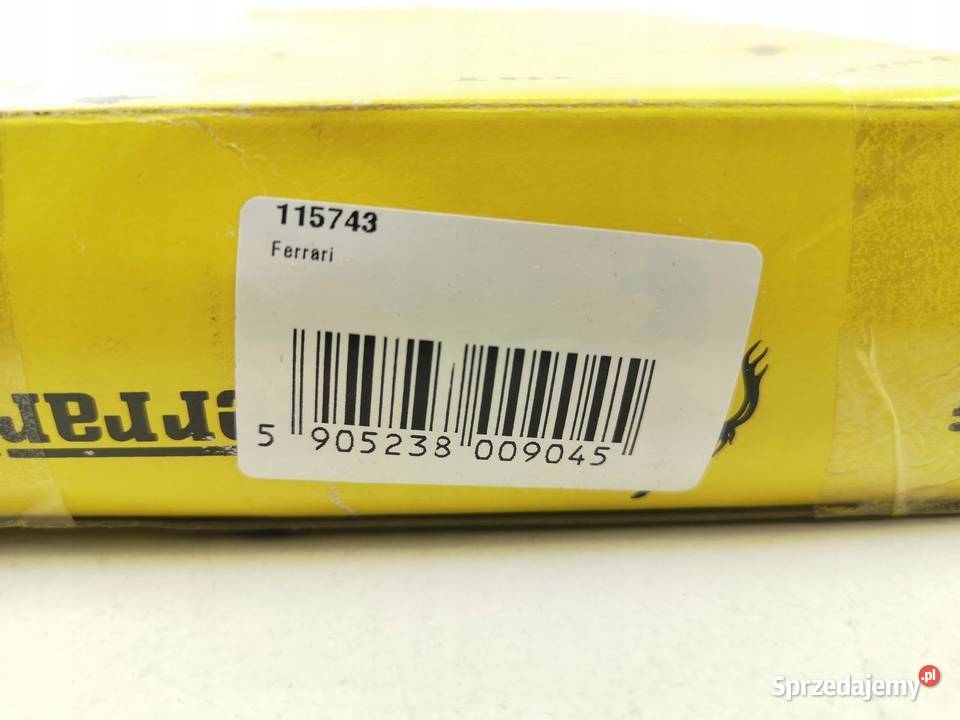 115743
Ferrari
5 905238 009045
Sprzedajemy.pl